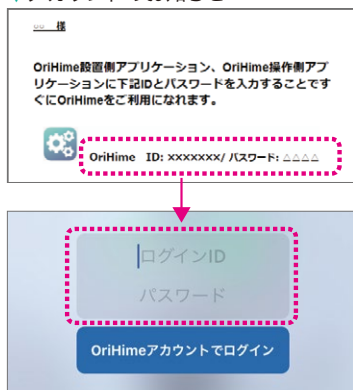 ○○ 様
OriHime設置側アプリケーション、OriHime操作側アプ
リケーションに下記IDとパスワードを入力することです
ぐにOriHimeをご利用になれます。
OriHime ID: xxxxxxx/ パスワード: △△△△
ログインID
パスワード
OriHimeアカウントでログイン